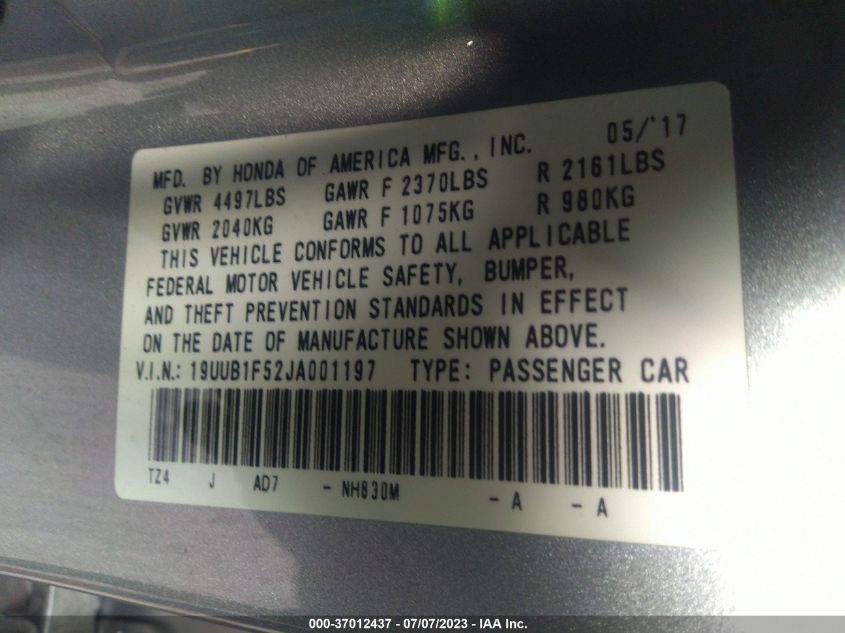 MFD. BY HONDA OF AMERICA MFG., INC. 05/'17
GVWR 4497LBS GAWR F 2370LBS R 2161LBS
GVWR 2040KG GAWR F 1075KG R 980KG
THIS VEHICLE CONFORMS TO ALL APPLICABLE
FEDERAL MOTOR VEHICLE SAFETY, BUMPER,
AND THEFT PREVENTION STANDARDS IN EFFECT
ON THE DATE OF MANUFACTURE SHOWN ABOVE.
V.I.N.: 19UUB1F52JA001197 TYPE: PASSENGER CAR
TZ4 J AD7 - NH830M - A - A
000-37012437 - 07/07/2023 - IAA Inc.